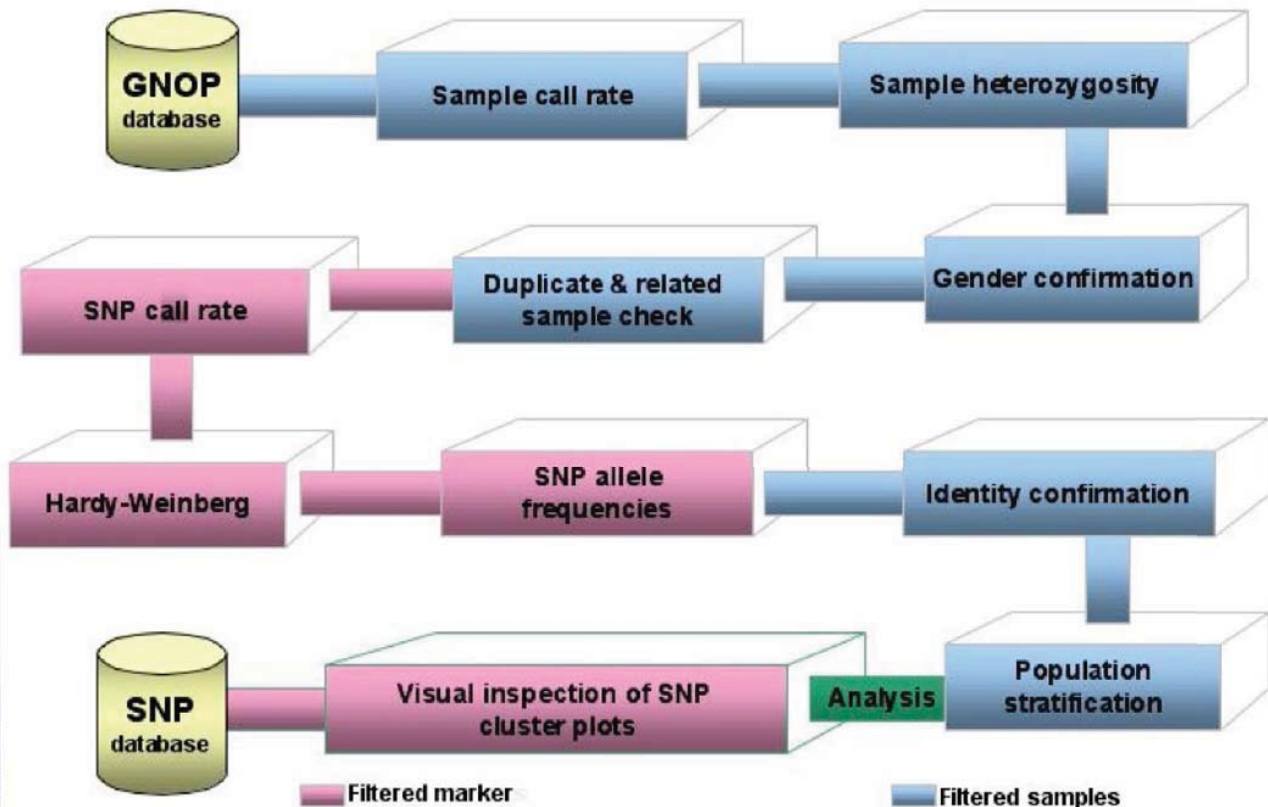 GNOP
database
Sample call rate
Sample heterozygosity
SNP call rate
Duplicate & related
sample check
Gender confirmation
Hardy-Weinberg
SNP allele
frequencies
Identity confirmation
SNP
database
Visual inspection of SNP
cluster plots
Analysis
Population
stratification
Filtered marker
Filtered samples